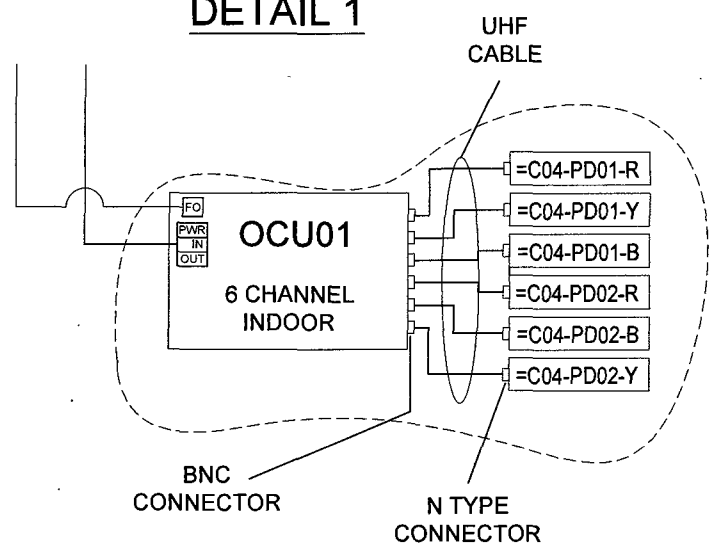 DETAIL 1
UHF
CABLE
=C04-PD01-R
FO
=C04-PD01-Y
PWR
IN
OUT
OCU01
=C04-PD01-B
6 CHANNEL
INDOOR
=C04-PD02-R
=C04-PD02-B
=C04-PD02-Y
BNC
CONNECTOR
N TYPE
CONNECTOR